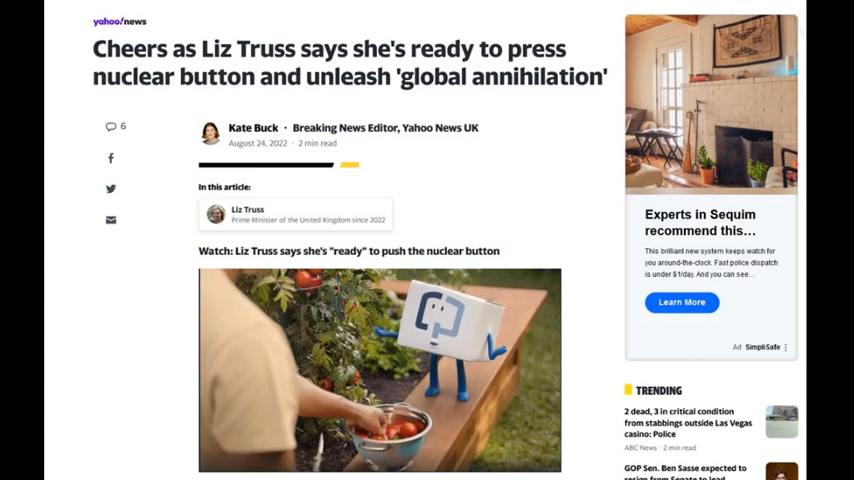 yahoo!news
Cheers as Liz Truss says she's ready to press
nuclear button and unleash 'global annihilation'
6
Kate Buck · Breaking News Editor, Yahoo News UK
August 24, 2022 · 2 min read
In this article:
Liz Truss
Prime Minister of the United Kingdom since 2022
Watch: Liz Truss says she's "ready" to push the nuclear button
Experts in Sequim
recommend this...
This brilliant new system keeps watch for
you around-the-clock. Fast police dispatch
is under $1/day. And you can see...
Learn More
Ad SimpliSafe
TRENDING
2 dead, 3 in critical condition
from stabbings outside Las Vegas
casino: Police
ABC News · 2 min read
GOP Sen. Ben Sasse expected to
resign from Senate to lead